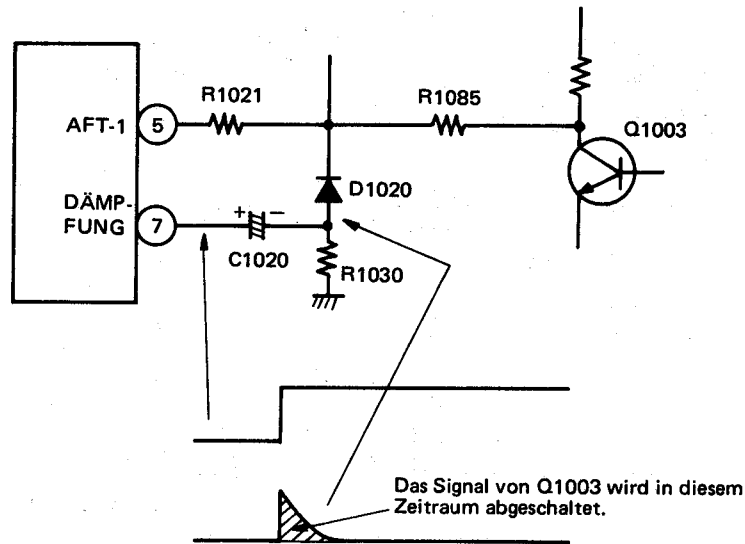 R1021
R1085
AFT-1
5
Q1003
D1020
DÄMP-
FUNG
7
+
-
C1020
R1030
Das Signal von Q1003 wird in diesem
Zeitraum abgeschaltet.